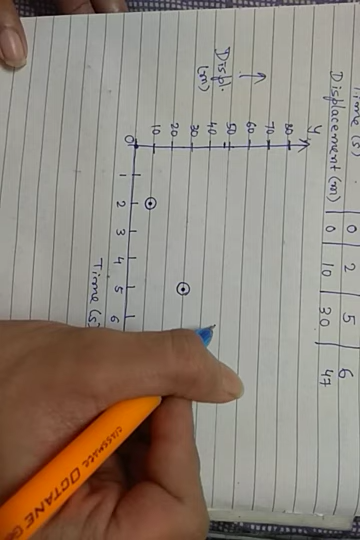 Time (s) 0 2 5 6
Displacement (m) 0 10 30 47
y
80
70
60
50
40
30
20
10
0 1 2 3 4 5 6
Displ.
(m)
Time (s)
classmate OCTANE